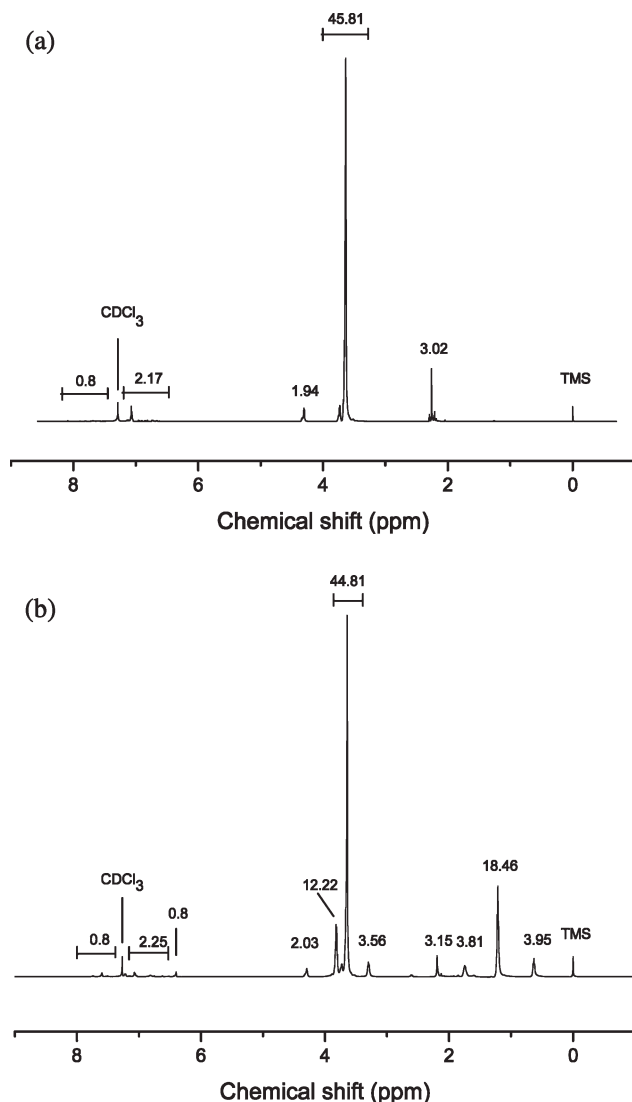 (a)
45.81
CDCl3
0.8
2.17
1.94
3.02
TMS
8 6 4 2 0
Chemical shift (ppm)
(b)
44.81
CDCl3
0.8
2.25
0.8
12.22
2.03
3.56
3.15 3.81
18.46
3.95
TMS
8 6 4 2 0
Chemical shift (ppm)